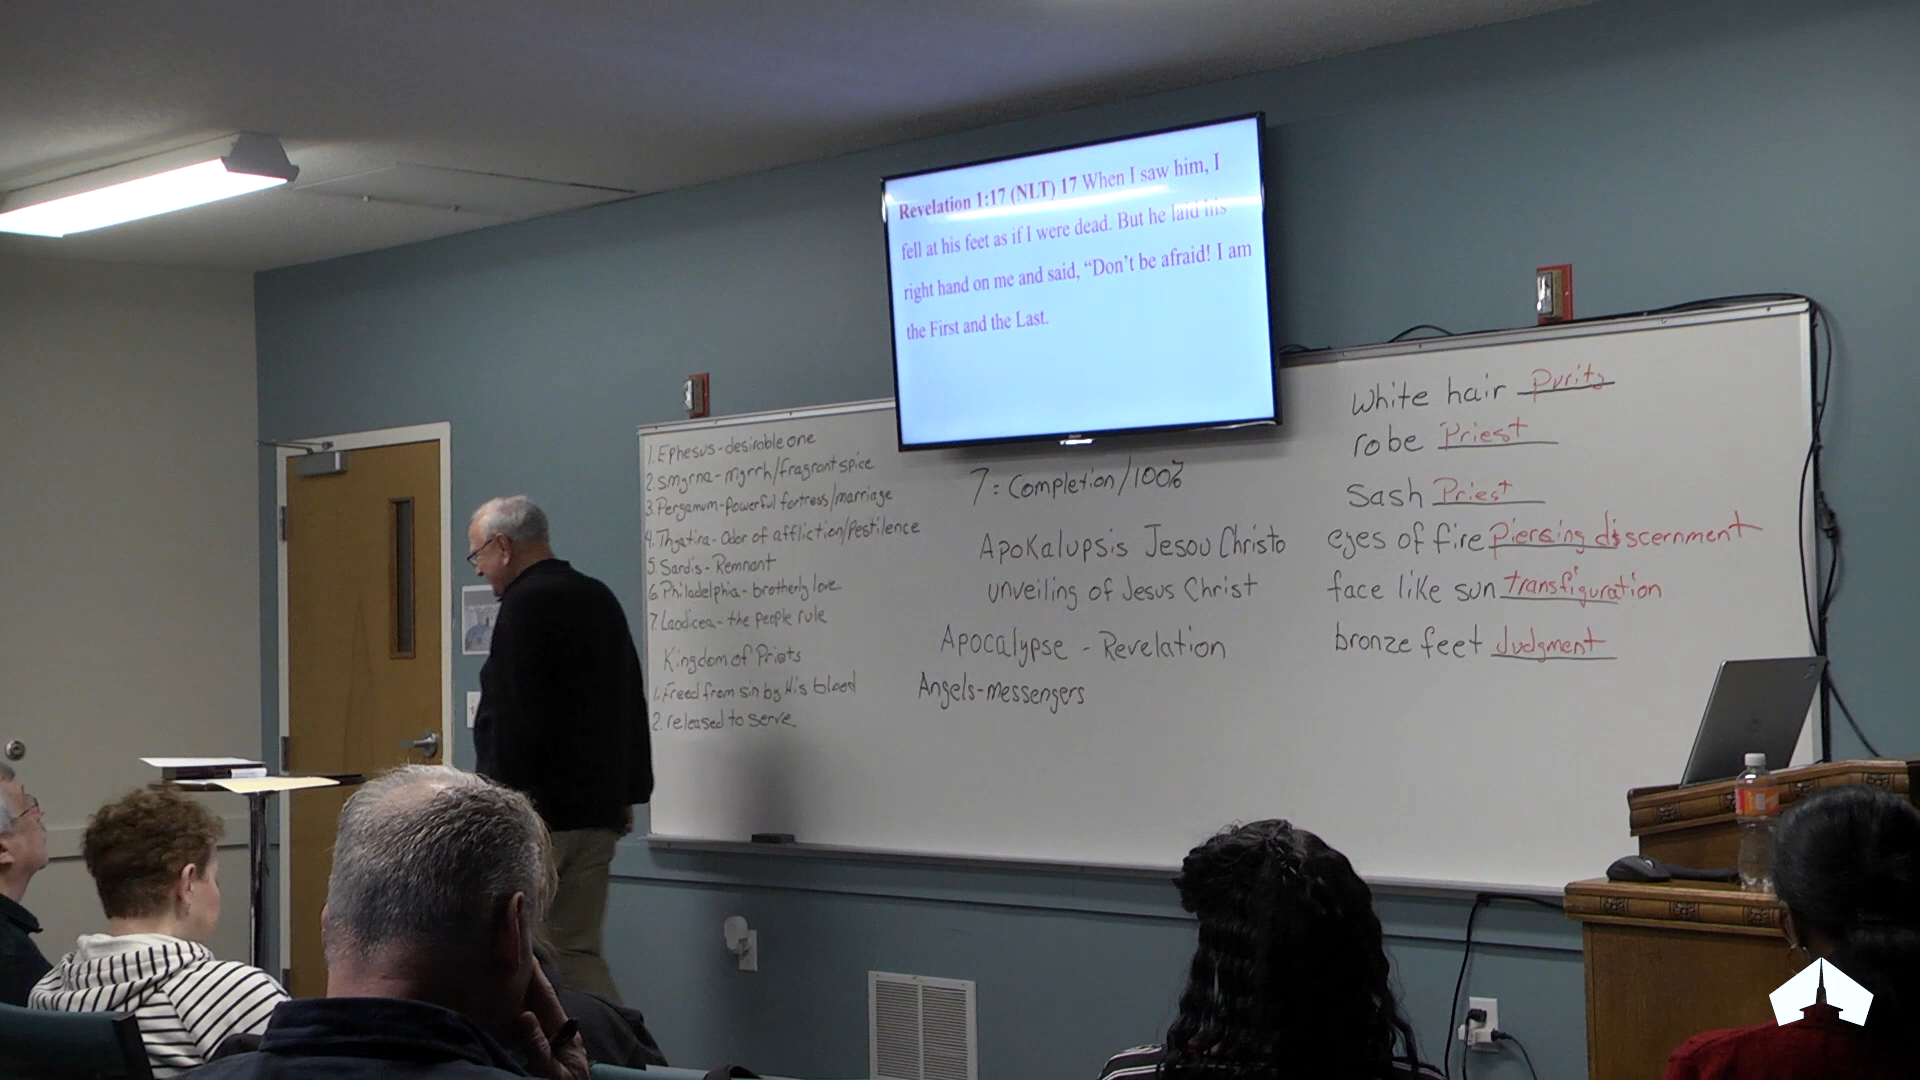 Revelation 1:17 (NLT) 17 When I saw him, I
fell at his feet as if I were dead. But he laid his
right hand on me and said, “Don’t be afraid! I am
the First and the Last.
1. Ephesus - desirable one
2. Smyrna - myrrh/fragrant spice
3. Pergamum - powerful fortress/marriage
4. Thyatira - Odor of affliction/Pestilence
5. Sardis - Remnant
6. Philadelphia - brotherly love
7. Laodicea - the people rule
Kingdom of Priests
1. Freed from sin by His blood
2. released to serve
7 = Completion/100%
Apokalupsis Jesou Christo
unveiling of Jesus Christ
Apocalypse - Revelation
Angels - messengers
White hair Purity
robe Priest
Sash Priest
eyes of fire piercing discernment
face like sun transfiguration
bronze feet Judgment